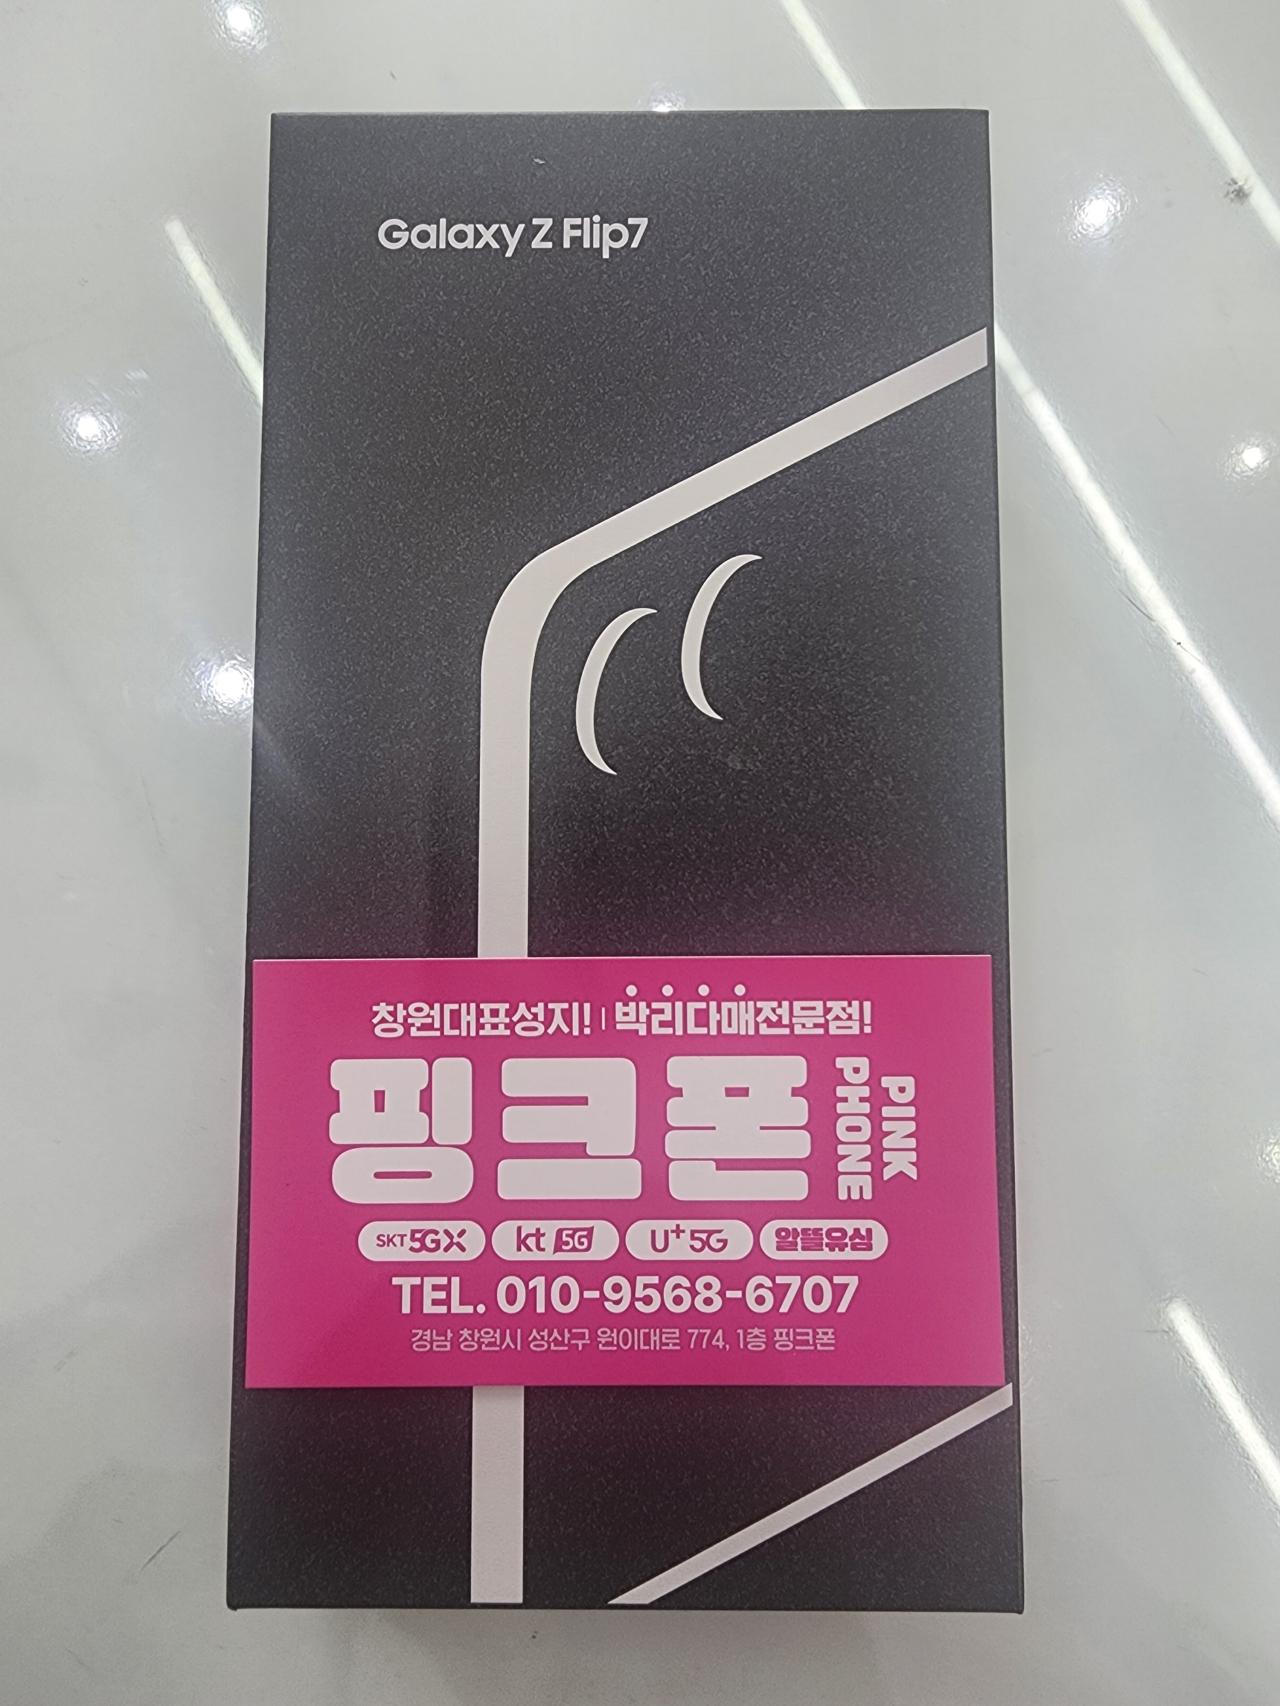 Galaxy Z Flip7
창원대표성지! | 박리다매전문점!
핑크폰
PINK
PHONE
SKT 5GX
kt 5G
U+5G
알뜰유심
TEL. 010-9568-6707
경남 창원시 성산구 원이대로 774, 1층 핑크폰